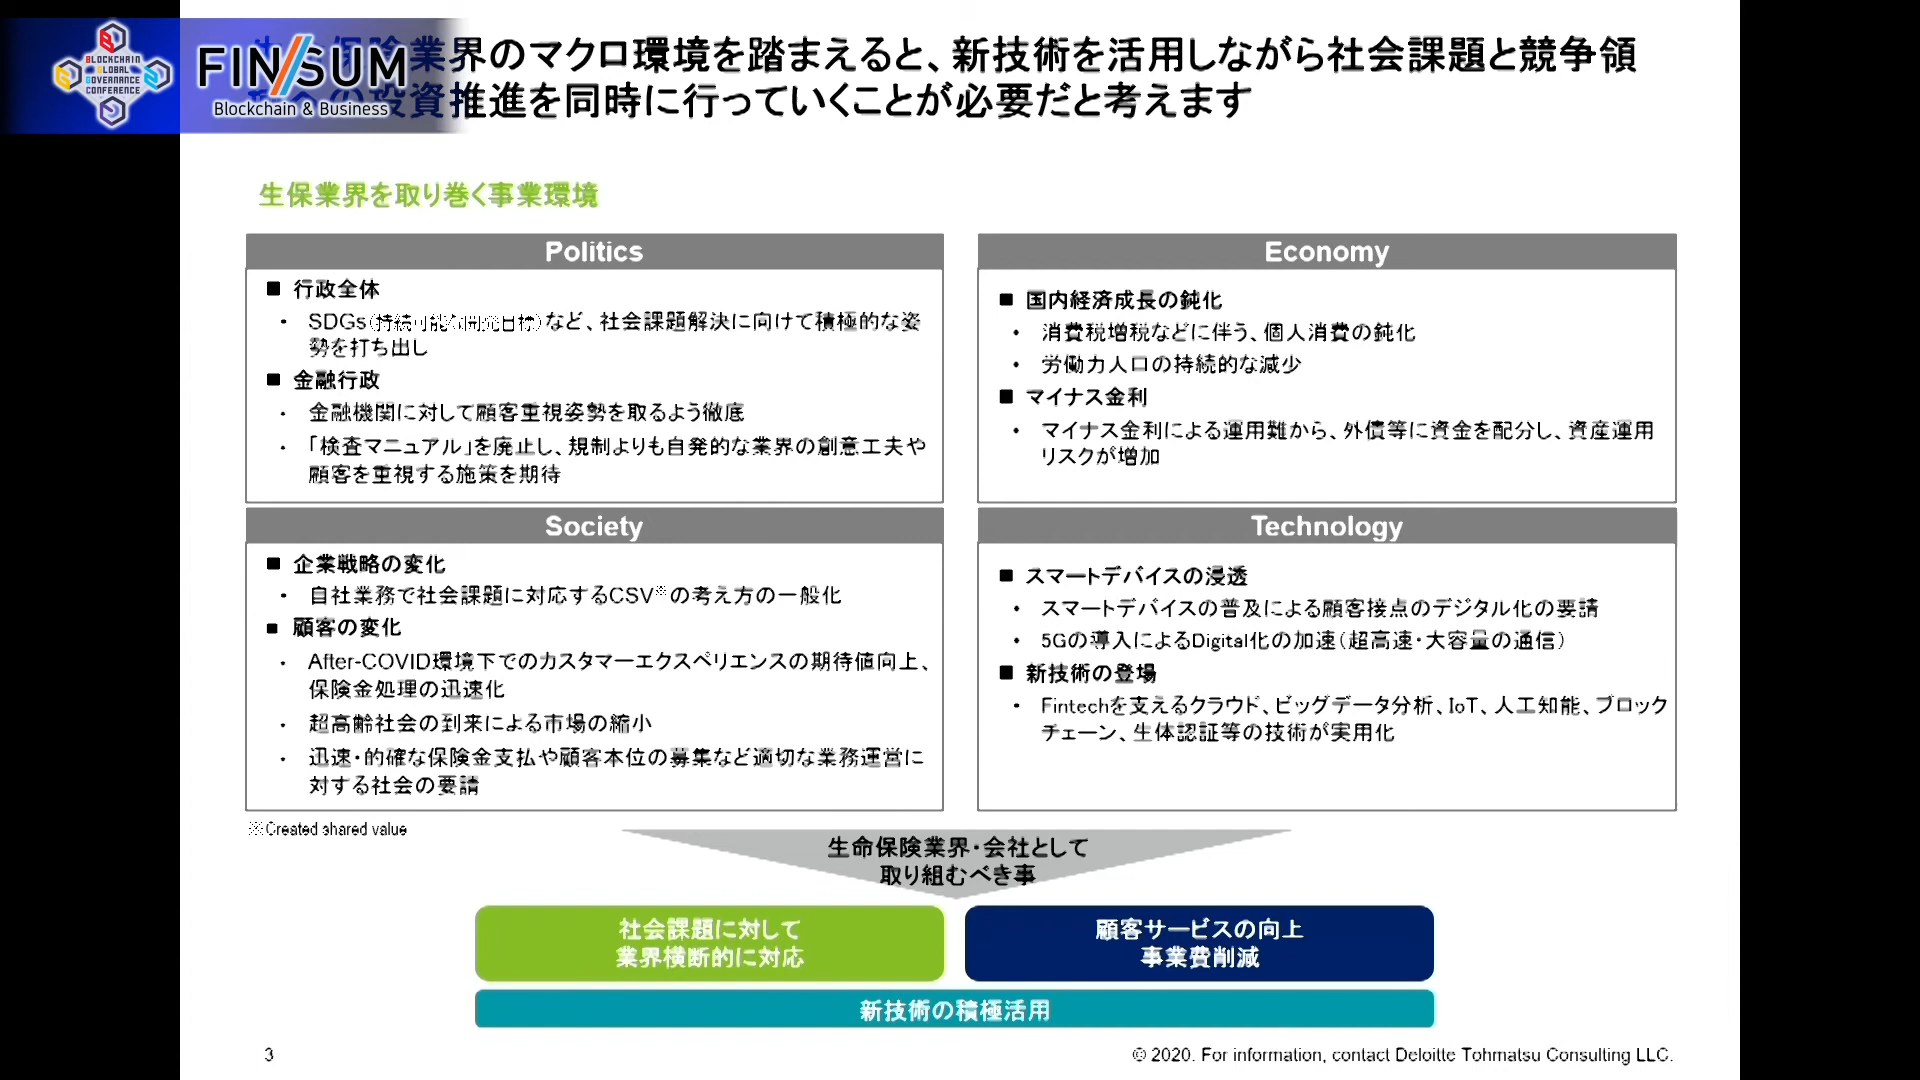 BLOCKCHAIN
GLOBAL
GOVERNANCE
CONFERENCE
FIN/SUM
Blockchain & Business
保険業界のマクロ環境を踏まえると、新技術を活用しながら社会課題と競争領
の投資推進を同時に行っていくことが必要だと考えます
生保業界を取り巻く事業環境
Politics
■ 行政全体
・ SDGs(持続可能な開発目標)など、社会課題解決に向けて積極的な姿
勢を打ち出し
■ 金融行政
・ 金融機関に対して顧客重視姿勢を取るよう徹底
・ 「検査マニュアル」を廃止し、規制よりも自発的な業界の創意工夫や
顧客を重視する施策を期待
Economy
■ 国内経済成長の鈍化
・ 消費税増税などに伴う、個人消費の鈍化
・ 労働力人口の持続的な減少
■ マイナス金利
・ マイナス金利による運用難から、外債等に資金を配分し、資産運用
リスクが増加
Society
■ 企業戦略の変化
・ 自社業務で社会課題に対応するCSV※の考え方の一般化
■ 顧客の変化
・ After-COVID環境下でのカスタマーエクスペリエンスの期待値向上、
保険金処理の迅速化
・ 超高齢社会の到来による市場の縮小
・ 迅速・的確な保険金支払や顧客本位の募集など適切な業務運営に
対する社会の要請
Technology
■ スマートデバイスの浸透
・ スマートデバイスの普及による顧客接点のデジタル化の要請
・ 5Gの導入によるDigital化の加速(超高速・大容量の通信)
■ 新技術の登場
・ Fintechを支えるクラウド、ビッグデータ分析、IoT、人工知能、ブロック
チェーン、生体認証等の技術が実用化
※Created shared value
生命保険業界・会社として
取り組むべき事
社会課題に対して
業界横断的に対応
顧客サービスの向上
事業費削減
新技術の積極活用
3
© 2020. For information, contact Deloitte Tohmatsu Consulting LLC.